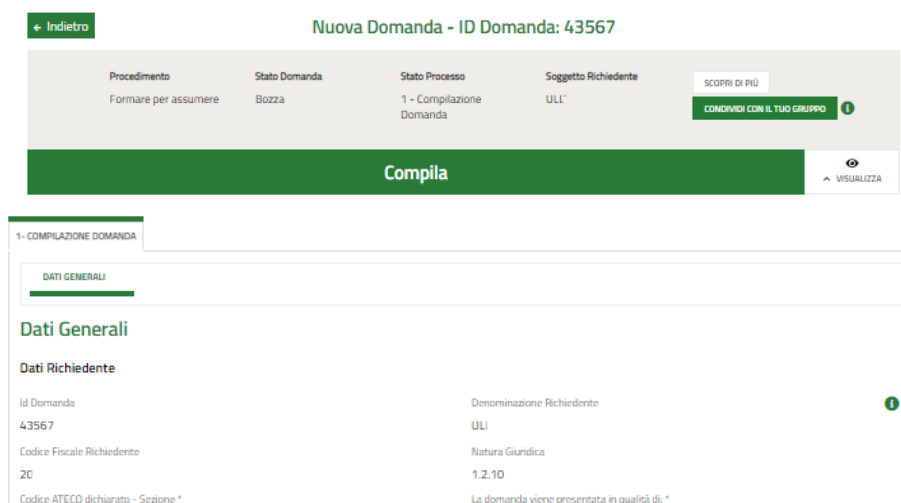 ← Indietro
Nuova Domanda - ID Domanda: 43567
Procedimento Stato Domanda Stato Processo Soggetto Richiedente
SCOPRI DI PIÙ
Formare per assumere Bozza 1 - Compilazione Domanda ULL
CONDIVIDI CON IL TUO GRUPPO
Compila
VISUALIZZA
1- COMPILAZIONE DOMANDA
DATI GENERALI
Dati Generali
Dati Richiedente
Id Domanda Denominazione Richiedente
43567 ULI
Codice Fiscale Richiedente Natura Giuridica
20 1.2.10
Codice ATECO dichiarato - Sezione * La domanda viene presentata in qualità di: *